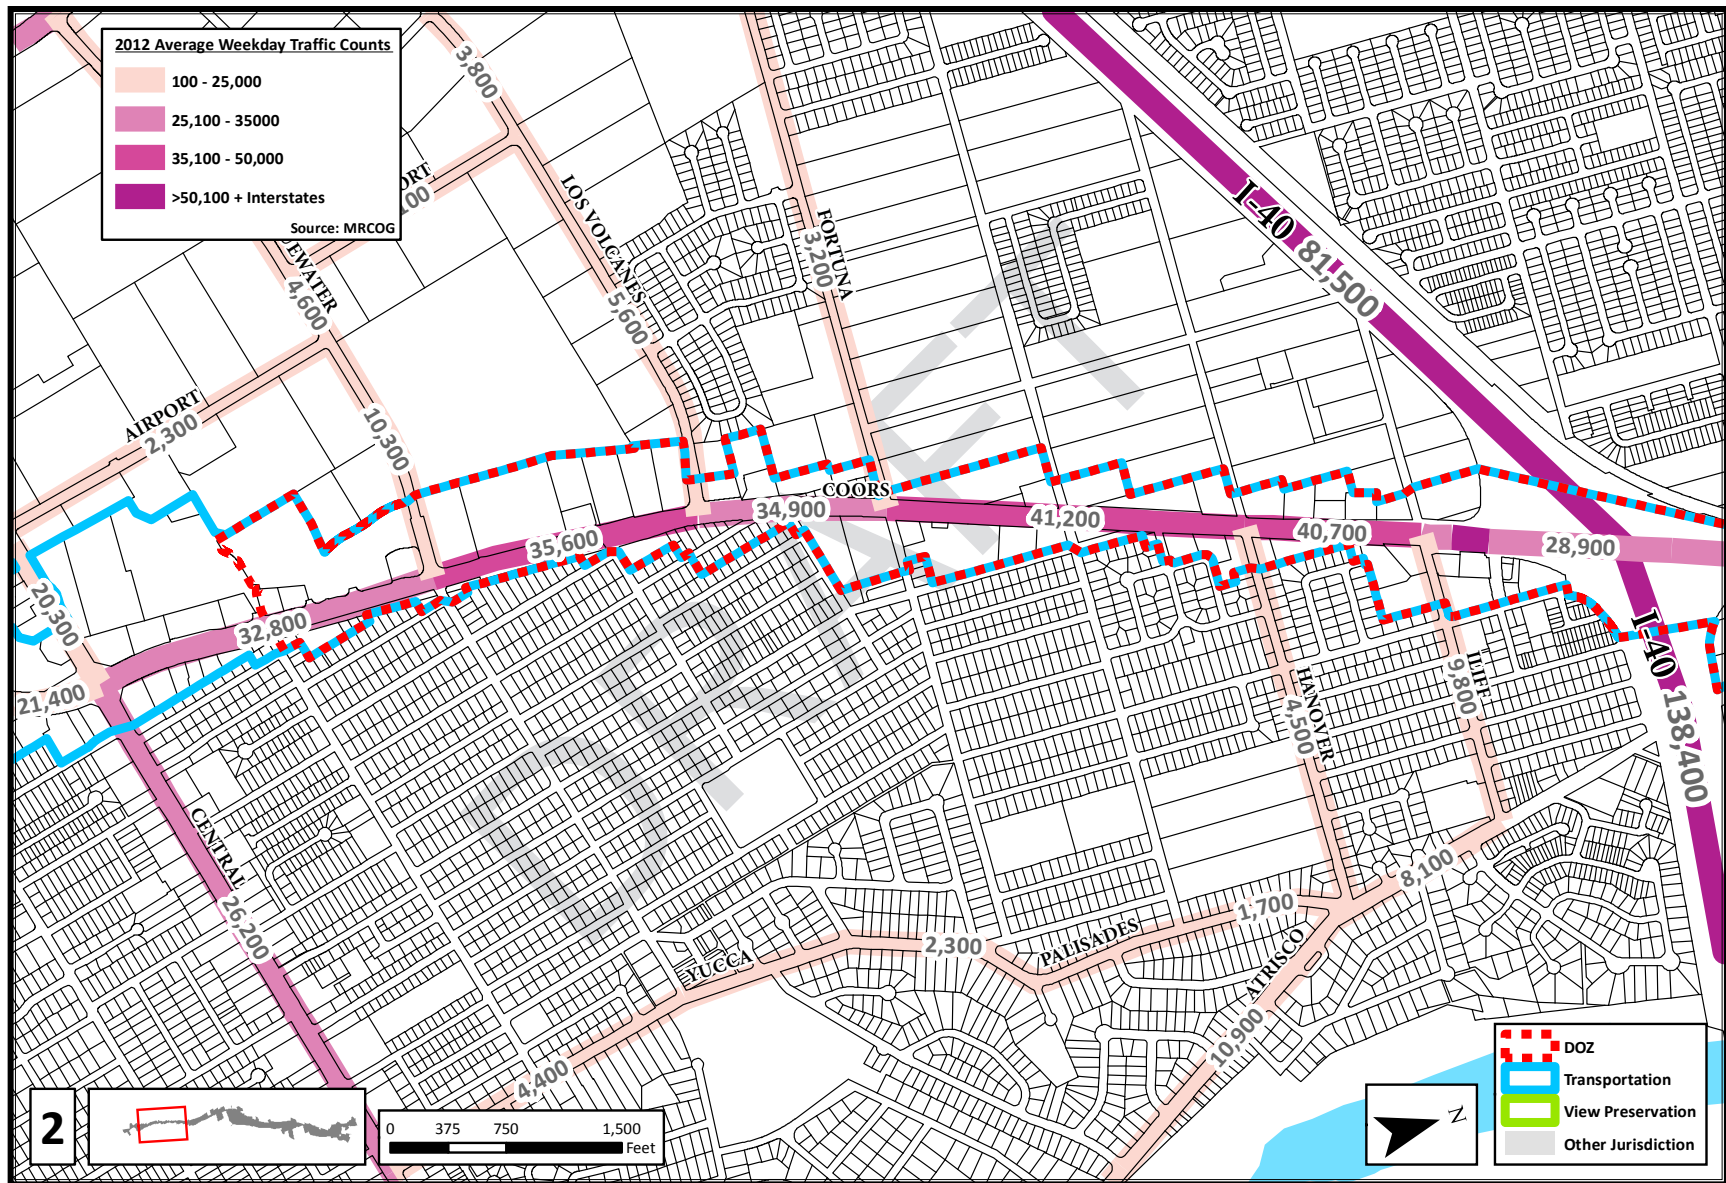 2012 Average Weekday Traffic Counts
100 - 25,000
25,100 - 35000
35,100 - 50,000
>50,100 + Interstates
Source: MRCOG
3,800
ORT
100
EWATER
4,600
LOS VOLCANES
5,600
FORTUNA
3,200
I-40 81,500
AIRPORT
2,300
10,300
COORS
34,900
35,600
41,200
40,700
28,900
20,300
32,800
21,400
I-40 138,400
HANOVER
4,500
ILIFF
9,800
CENTRAL
26,200
8,100
1,700
PALISADES
2,300
YUCCA
ATRISCO
10,900
4,400
DRAFT
2
0 375 750 1,500
Feet
N
DOZ
Transportation
View Preservation
Other Jurisdiction